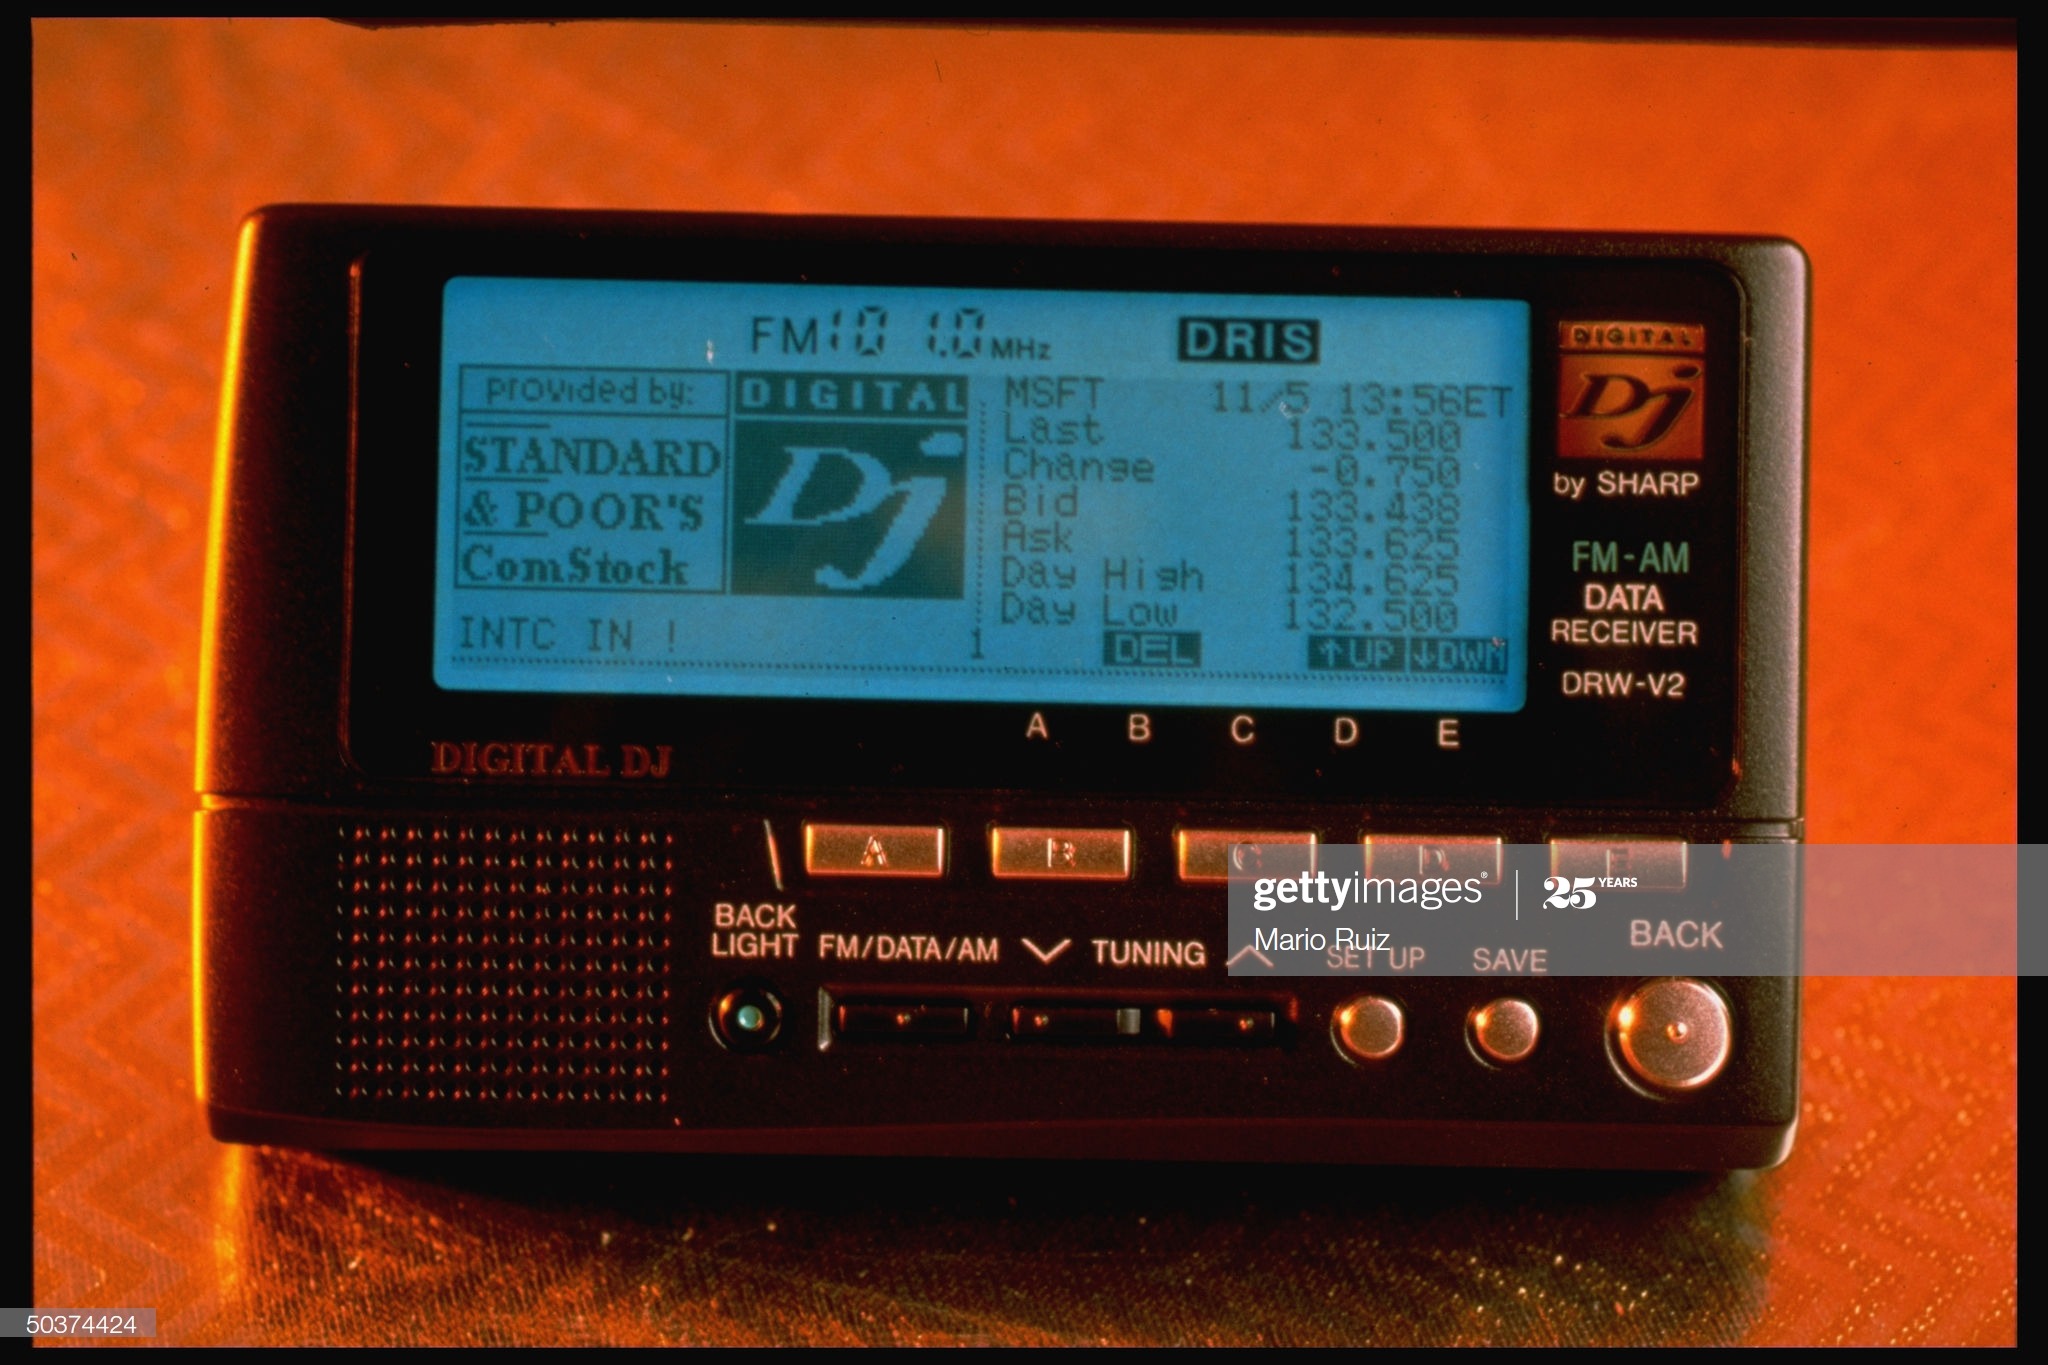 FM 101.0 MHz
DRIS
provided by:
STANDARD
& POOR'S
ComStock
DIGITAL
Dj
MSFT 11/5 13:56ET
Last 133.500
Change -0.750
Bid 133.438
Ask 133.625
Day High 134.625
Day Low 132.500
INTC IN ! 1
DEL ↑UP ↓DWN
DIGITAL
Dj
by SHARP
FM-AM
DATA
RECEIVER
DRW-V2
A B C D E
DIGITAL DJ
A B C D E
BACK
LIGHT
FM/DATA/AM
TUNING
SET UP
SAVE
BACK
gettyimages® 25 YEARS
Mario Ruiz
50374424